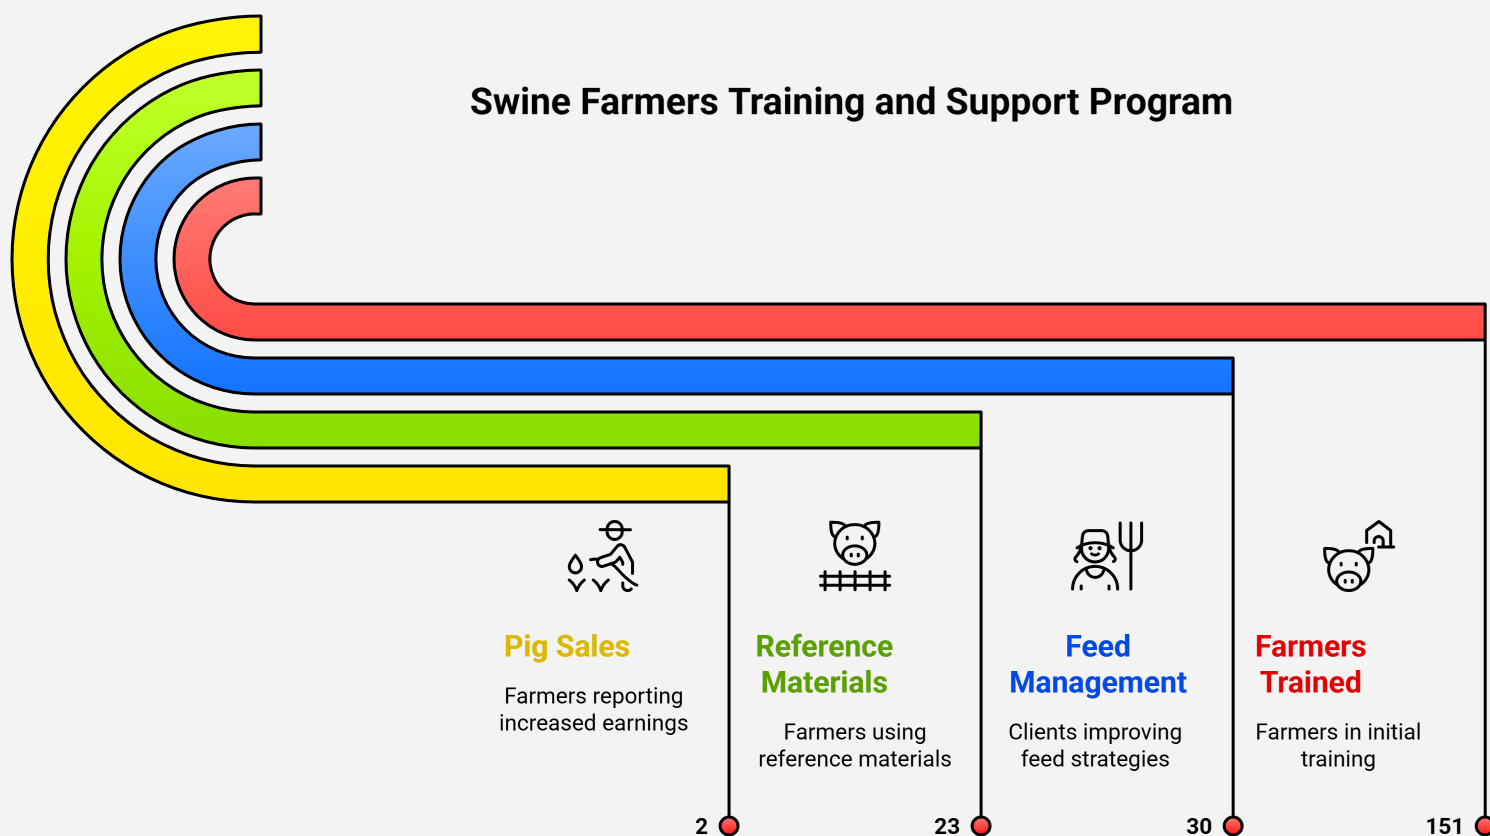 Swine Farmers Training and Support Program
Pig Sales
Farmers reporting
increased earnings
2
Reference
Materials
Farmers using
reference materials
23
Feed
Management
Clients improving
feed strategies
30
Farmers
Trained
Farmers in initial
training
151